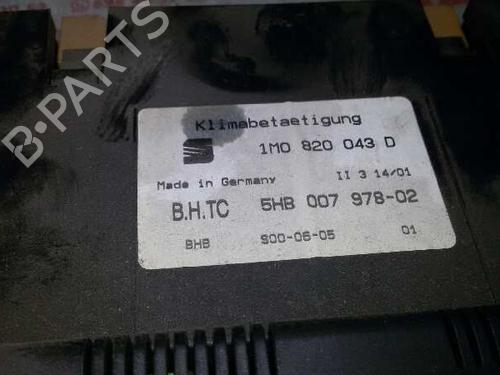 Klimabetaetigung
1M0 820 043 D
Made in Germany II 3 14/01
B.H.TC 5HB 007 978-02
BHB 900-06-05 01
B-PARTS